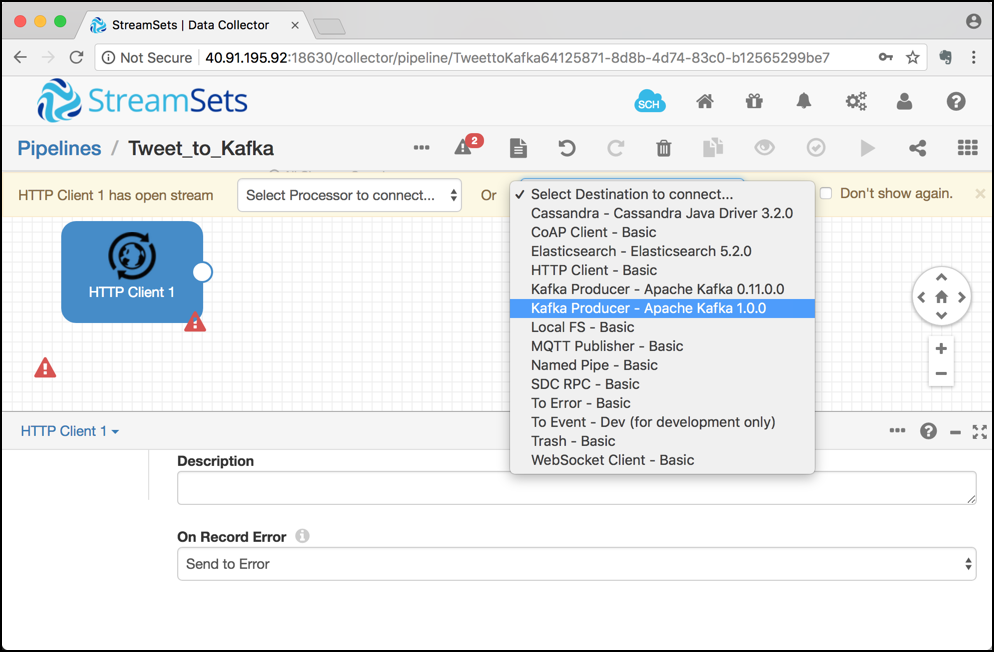 StreamSets | Data Collector
Not Secure 40.91.195.92:18630/collector/pipeline/TweettoKafka64125871-8d8b-4d74-83c0-b12565299be7
StreamSets
SCH
Pipelines / Tweet_to_Kafka
2
HTTP Client 1 has open stream
Select Processor to connect...
Or
✓ Select Destination to connect...
Don't show again.
Cassandra - Cassandra Java Driver 3.2.0
CoAP Client - Basic
Elasticsearch - Elasticsearch 5.2.0
HTTP Client - Basic
Kafka Producer - Apache Kafka 0.11.0.0
Kafka Producer - Apache Kafka 1.0.0
Local FS - Basic
MQTT Publisher - Basic
Named Pipe - Basic
SDC RPC - Basic
To Error - Basic
To Event - Dev (for development only)
Trash - Basic
WebSocket Client - Basic
HTTP Client 1
HTTP Client 1
Description
On Record Error
Send to Error